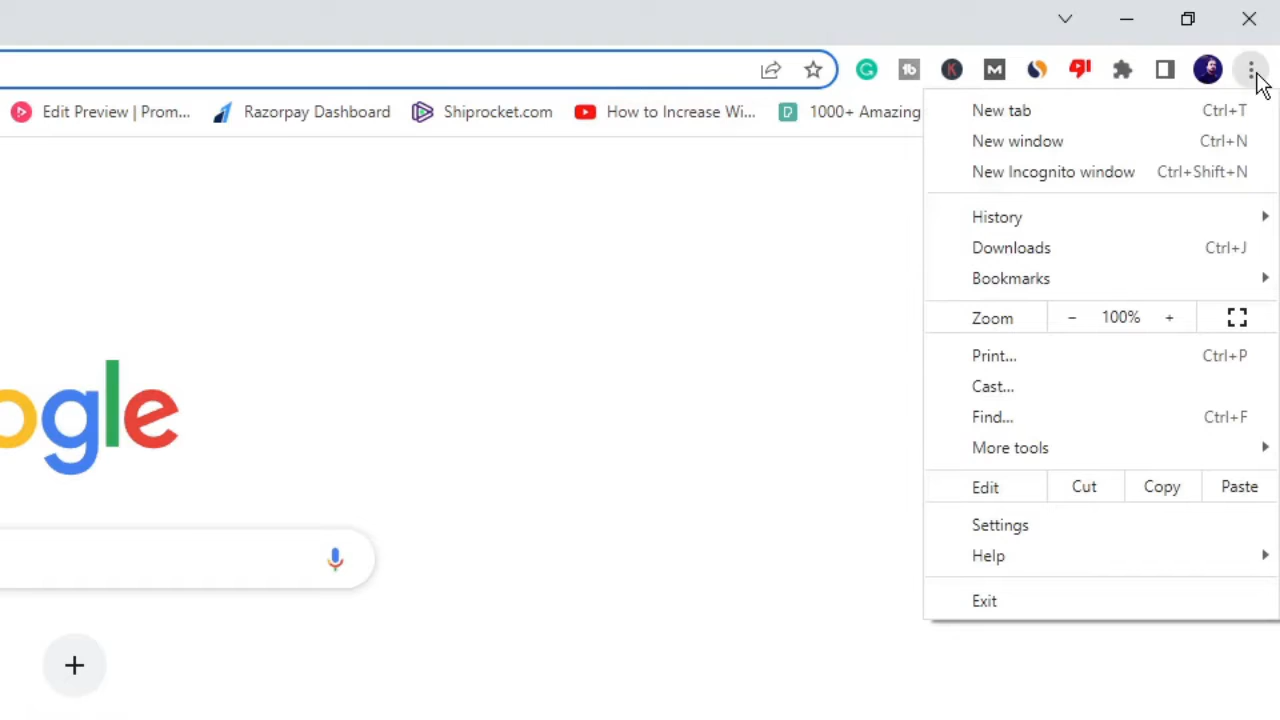 Edit Preview | Prom... Razorpay Dashboard Shiprocket.com How to Increase Wi... 1000+ Amazing
New tab Ctrl+T
New window Ctrl+N
New Incognito window Ctrl+Shift+N
History
Downloads Ctrl+J
Bookmarks
Zoom - 100% +
Print... Ctrl+P
Cast...
Find... Ctrl+F
More tools
Edit Cut Copy Paste
Settings
Help
Exit
ogle
G
tb
K
M
D